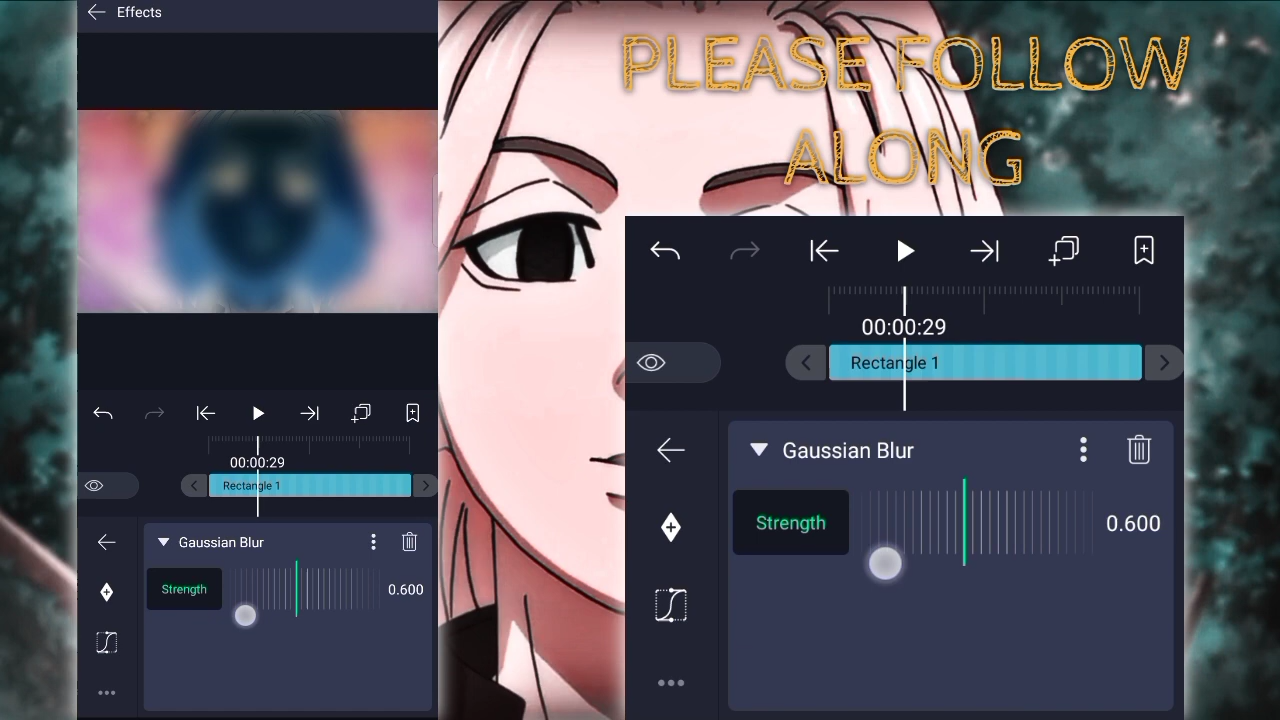 Effects
00:00:29
Rectangle 1
Gaussian Blur
Strength
0.600
PLEASE FOLLOW
ALONG
00:00:29
Rectangle 1
Gaussian Blur
Strength
0.600